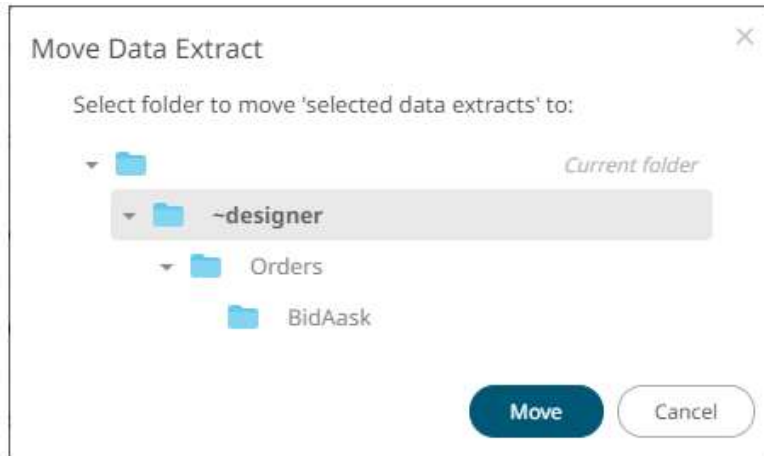 Move Data Extract
Select folder to move 'selected data extracts' to:
Current folder
~designer
Orders
BidAask
Move
Cancel